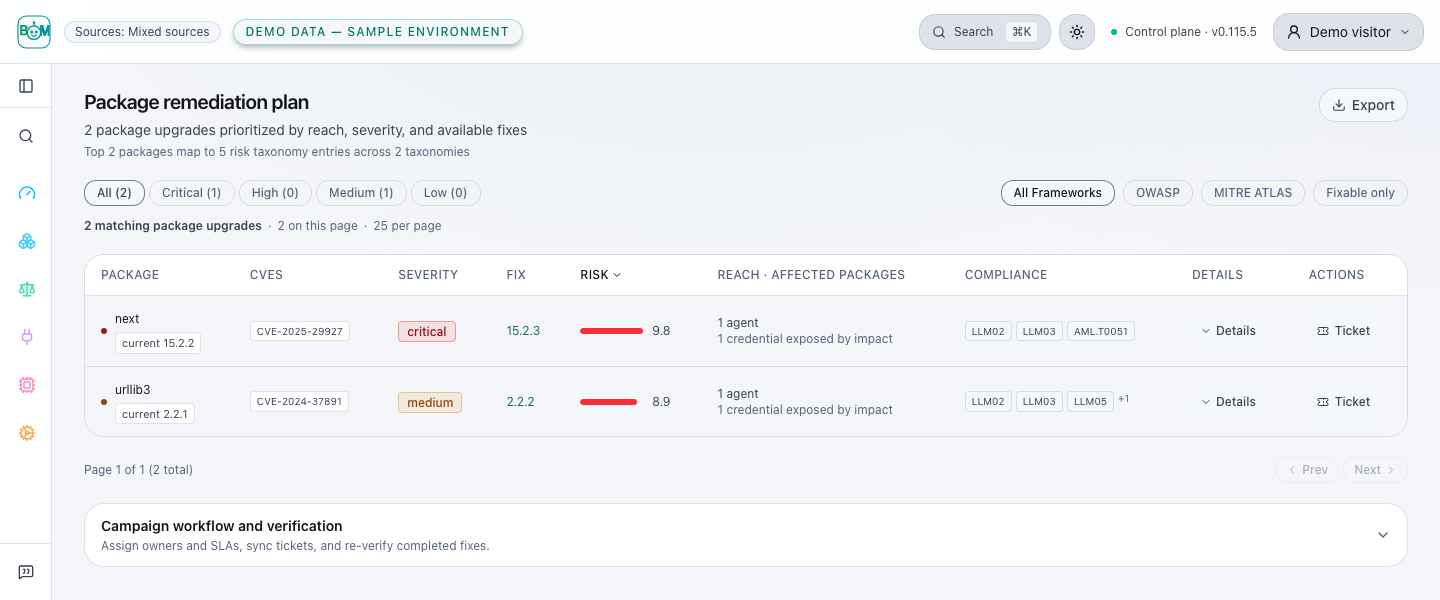 BOM
Sources: Mixed sources
DEMO DATA — SAMPLE ENVIRONMENT
Search ⌘K
Control plane · v0.115.5
Demo visitor
Package remediation plan
Export
2 package upgrades prioritized by reach, severity, and available fixes
Top 2 packages map to 5 risk taxonomy entries across 2 taxonomies
All (2) Critical (1) High (0) Medium (1) Low (0)
All Frameworks OWASP MITRE ATLAS Fixable only
2 matching package upgrades · 2 on this page · 25 per page
PACKAGE CVES SEVERITY FIX RISK REACH · AFFECTED PACKAGES COMPLIANCE DETAILS ACTIONS
next
current 15.2.2
CVE-2025-29927
critical
15.2.3
9.8
1 agent
1 credential exposed by impact
LLM02 LLM03 AML.T0051
Details
Ticket
urllib3
current 2.2.1
CVE-2024-37891
medium
2.2.2
8.9
1 agent
1 credential exposed by impact
LLM02 LLM03 LLM05 +1
Details
Ticket
Page 1 of 1 (2 total)
Prev Next
Campaign workflow and verification
Assign owners and SLAs, sync tickets, and re-verify completed fixes.